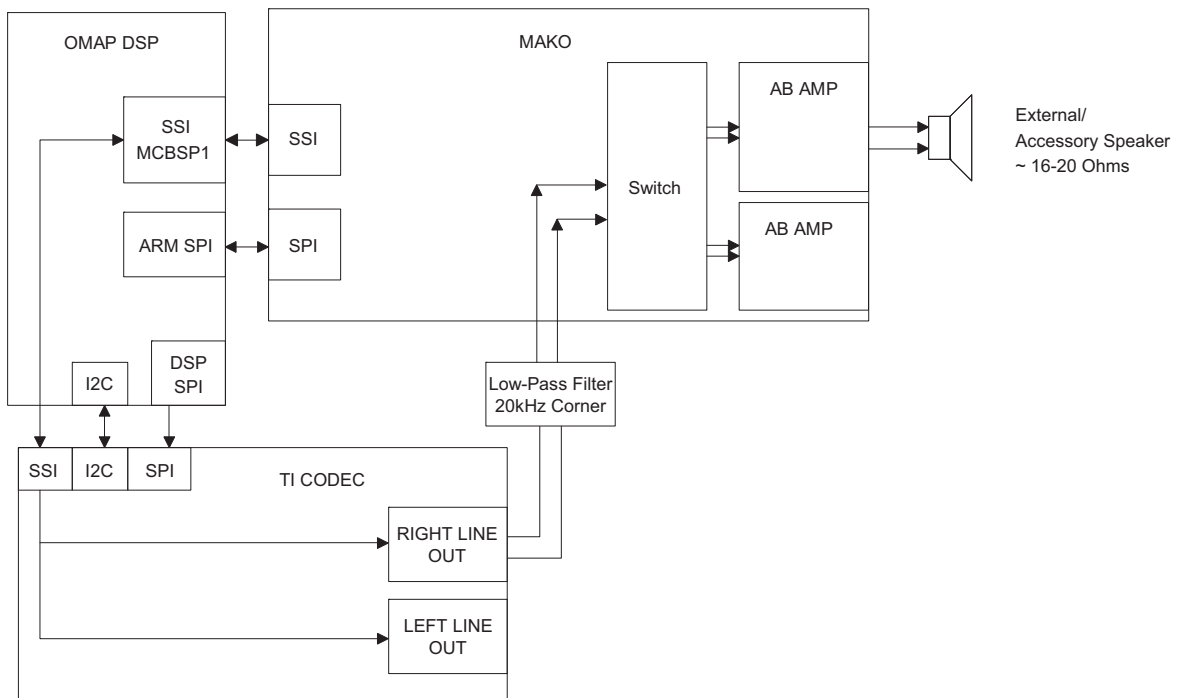 OMAP DSP
MAKO
SSI
MCBSP1
SSI
ARM SPI
SPI
I2C
DSP
SPI
Switch
AB AMP
AB AMP
External/
Accessory Speaker
~ 16-20 Ohms
Low-Pass Filter
20kHz Corner
SSI
I2C
SPI
TI CODEC
RIGHT LINE
OUT
LEFT LINE
OUT